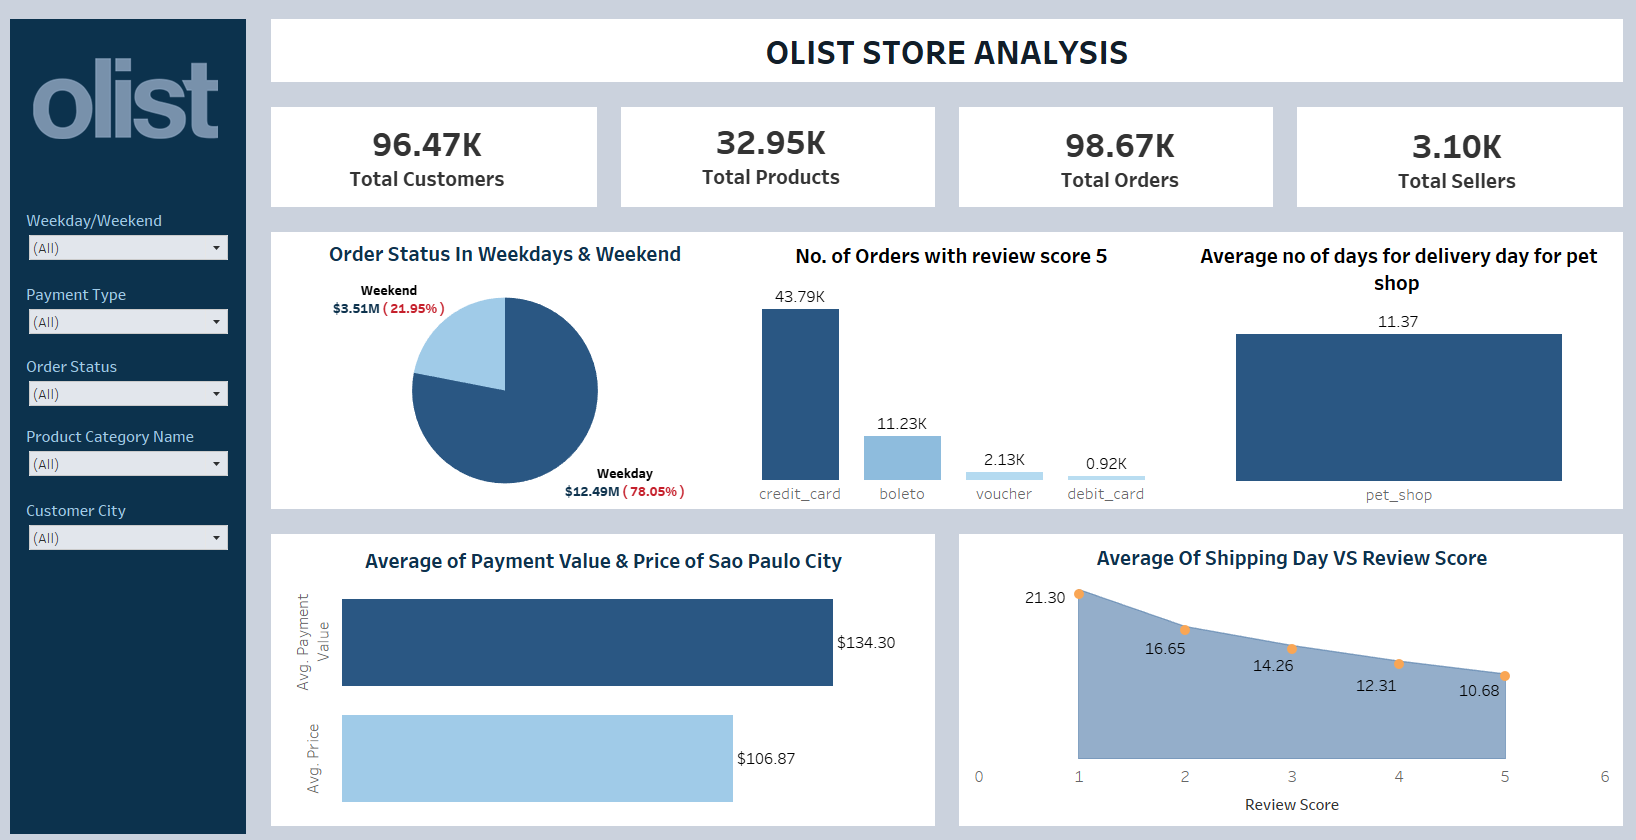 olist
Weekday/Weekend
(All)
Payment Type
(All)
Order Status
(All)
Product Category Name
(All)
Customer City
(All)
OLIST STORE ANALYSIS
96.47K
Total Customers
32.95K
Total Products
98.67K
Total Orders
3.10K
Total Sellers
Order Status In Weekdays & Weekend
Weekend
$3.51M ( 21.95% )
Weekday
$12.49M ( 78.05% )
No. of Orders with review score 5
43.79K
11.23K
2.13K
0.92K
credit_card boleto voucher debit_card
Average no of days for delivery day for pet
shop
11.37
pet_shop
Average of Payment Value & Price of Sao Paulo City
Avg. Payment
Value
$134.30
Avg. Price
$106.87
Average Of Shipping Day VS Review Score
21.30
16.65
14.26
12.31
10.68
0 1 2 3 4 5 6
Review Score